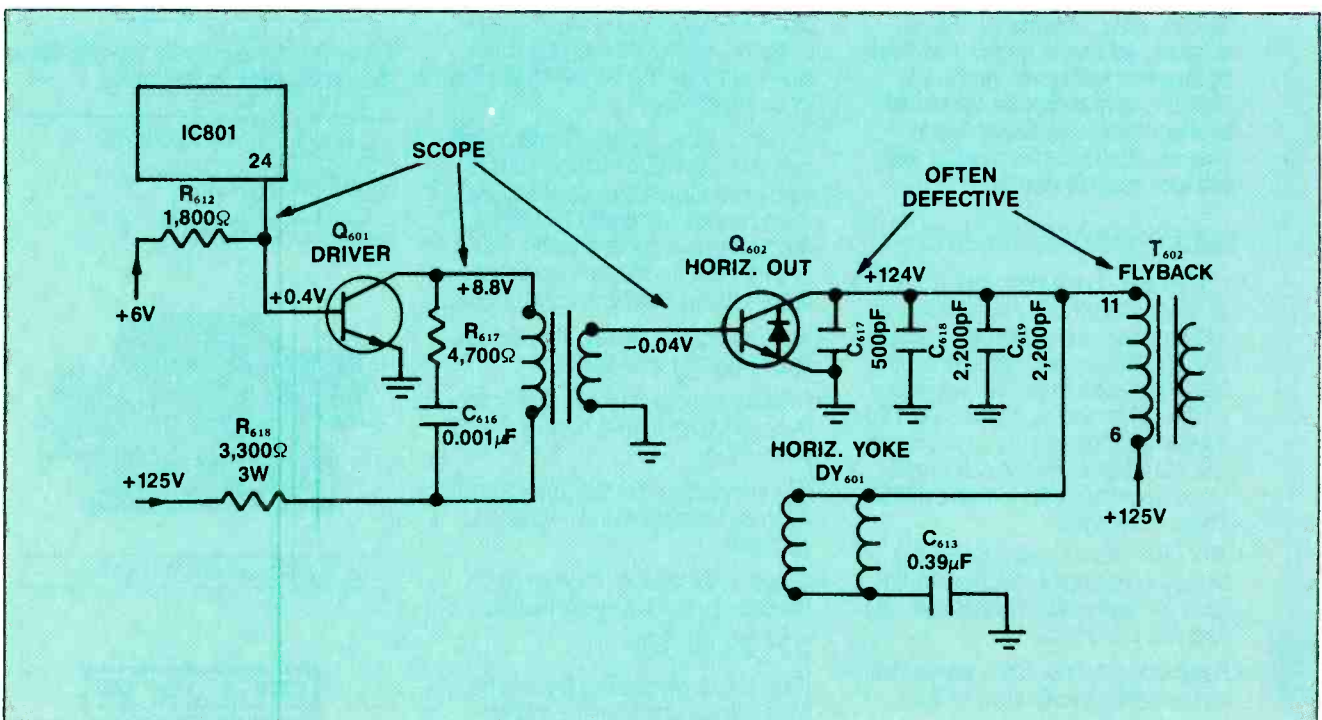 IC801
24
SCOPE
OFTEN
DEFECTIVE
R612
1,800Ω
Q601
DRIVER
Q602
HORIZ. OUT
T602
FLYBACK
+6V
+0.4V
+8.8V
+124V
11
R617
4,700Ω
-0.04V
C617
500pF
C618
2,200pF
C619
2,200pF
C616
0.001μF
R618
3,300Ω
3W
+125V
HORIZ. YOKE
DY601
6
C613
0.39μF
+125V